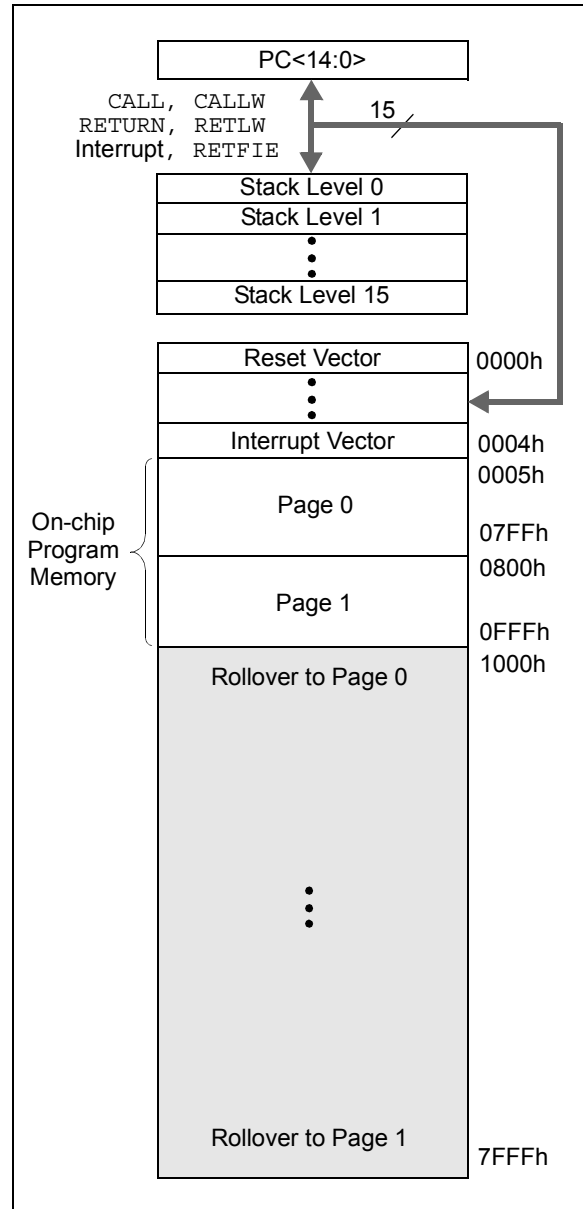 PC<14:0>
CALL, CALLW
RETURN, RETLW
Interrupt, RETFIE
15
Stack Level 0
Stack Level 1
Stack Level 15
Reset Vector
0000h
Interrupt Vector
0004h
0005h
On-chip
Program
Memory
Page 0
07FFh
0800h
Page 1
0FFFh
1000h
Rollover to Page 0
Rollover to Page 1
7FFFh